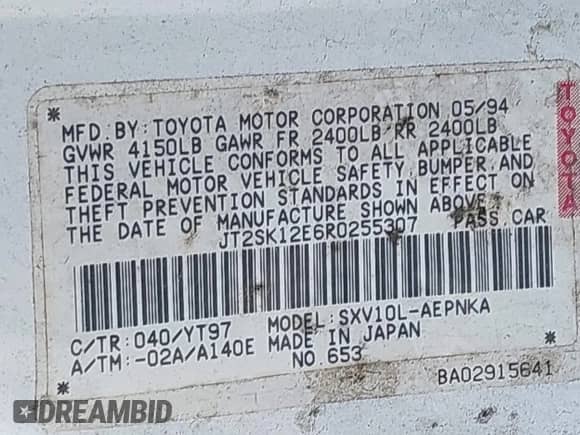 MFD. BY: TOYOTA MOTOR CORPORATION 05/94
GVWR 4150LB GAWR FR 2400LB RR 2400LB
THIS VEHICLE CONFORMS TO ALL APPLICABLE
FEDERAL MOTOR VEHICLE SAFETY, BUMPER, AND
THEFT PREVENTION STANDARDS IN EFFECT ON
THE DATE OF MANUFACTURE SHOWN ABOVE.
JT2SK12E6R0255307 PASS. CAR
C/TR: 040/YT97 MODEL: SXV10L-AEPNKA
A/TM: -02A/A140E MADE IN JAPAN
NO. 653
BA02915641
TOYOTA
DREAMBID